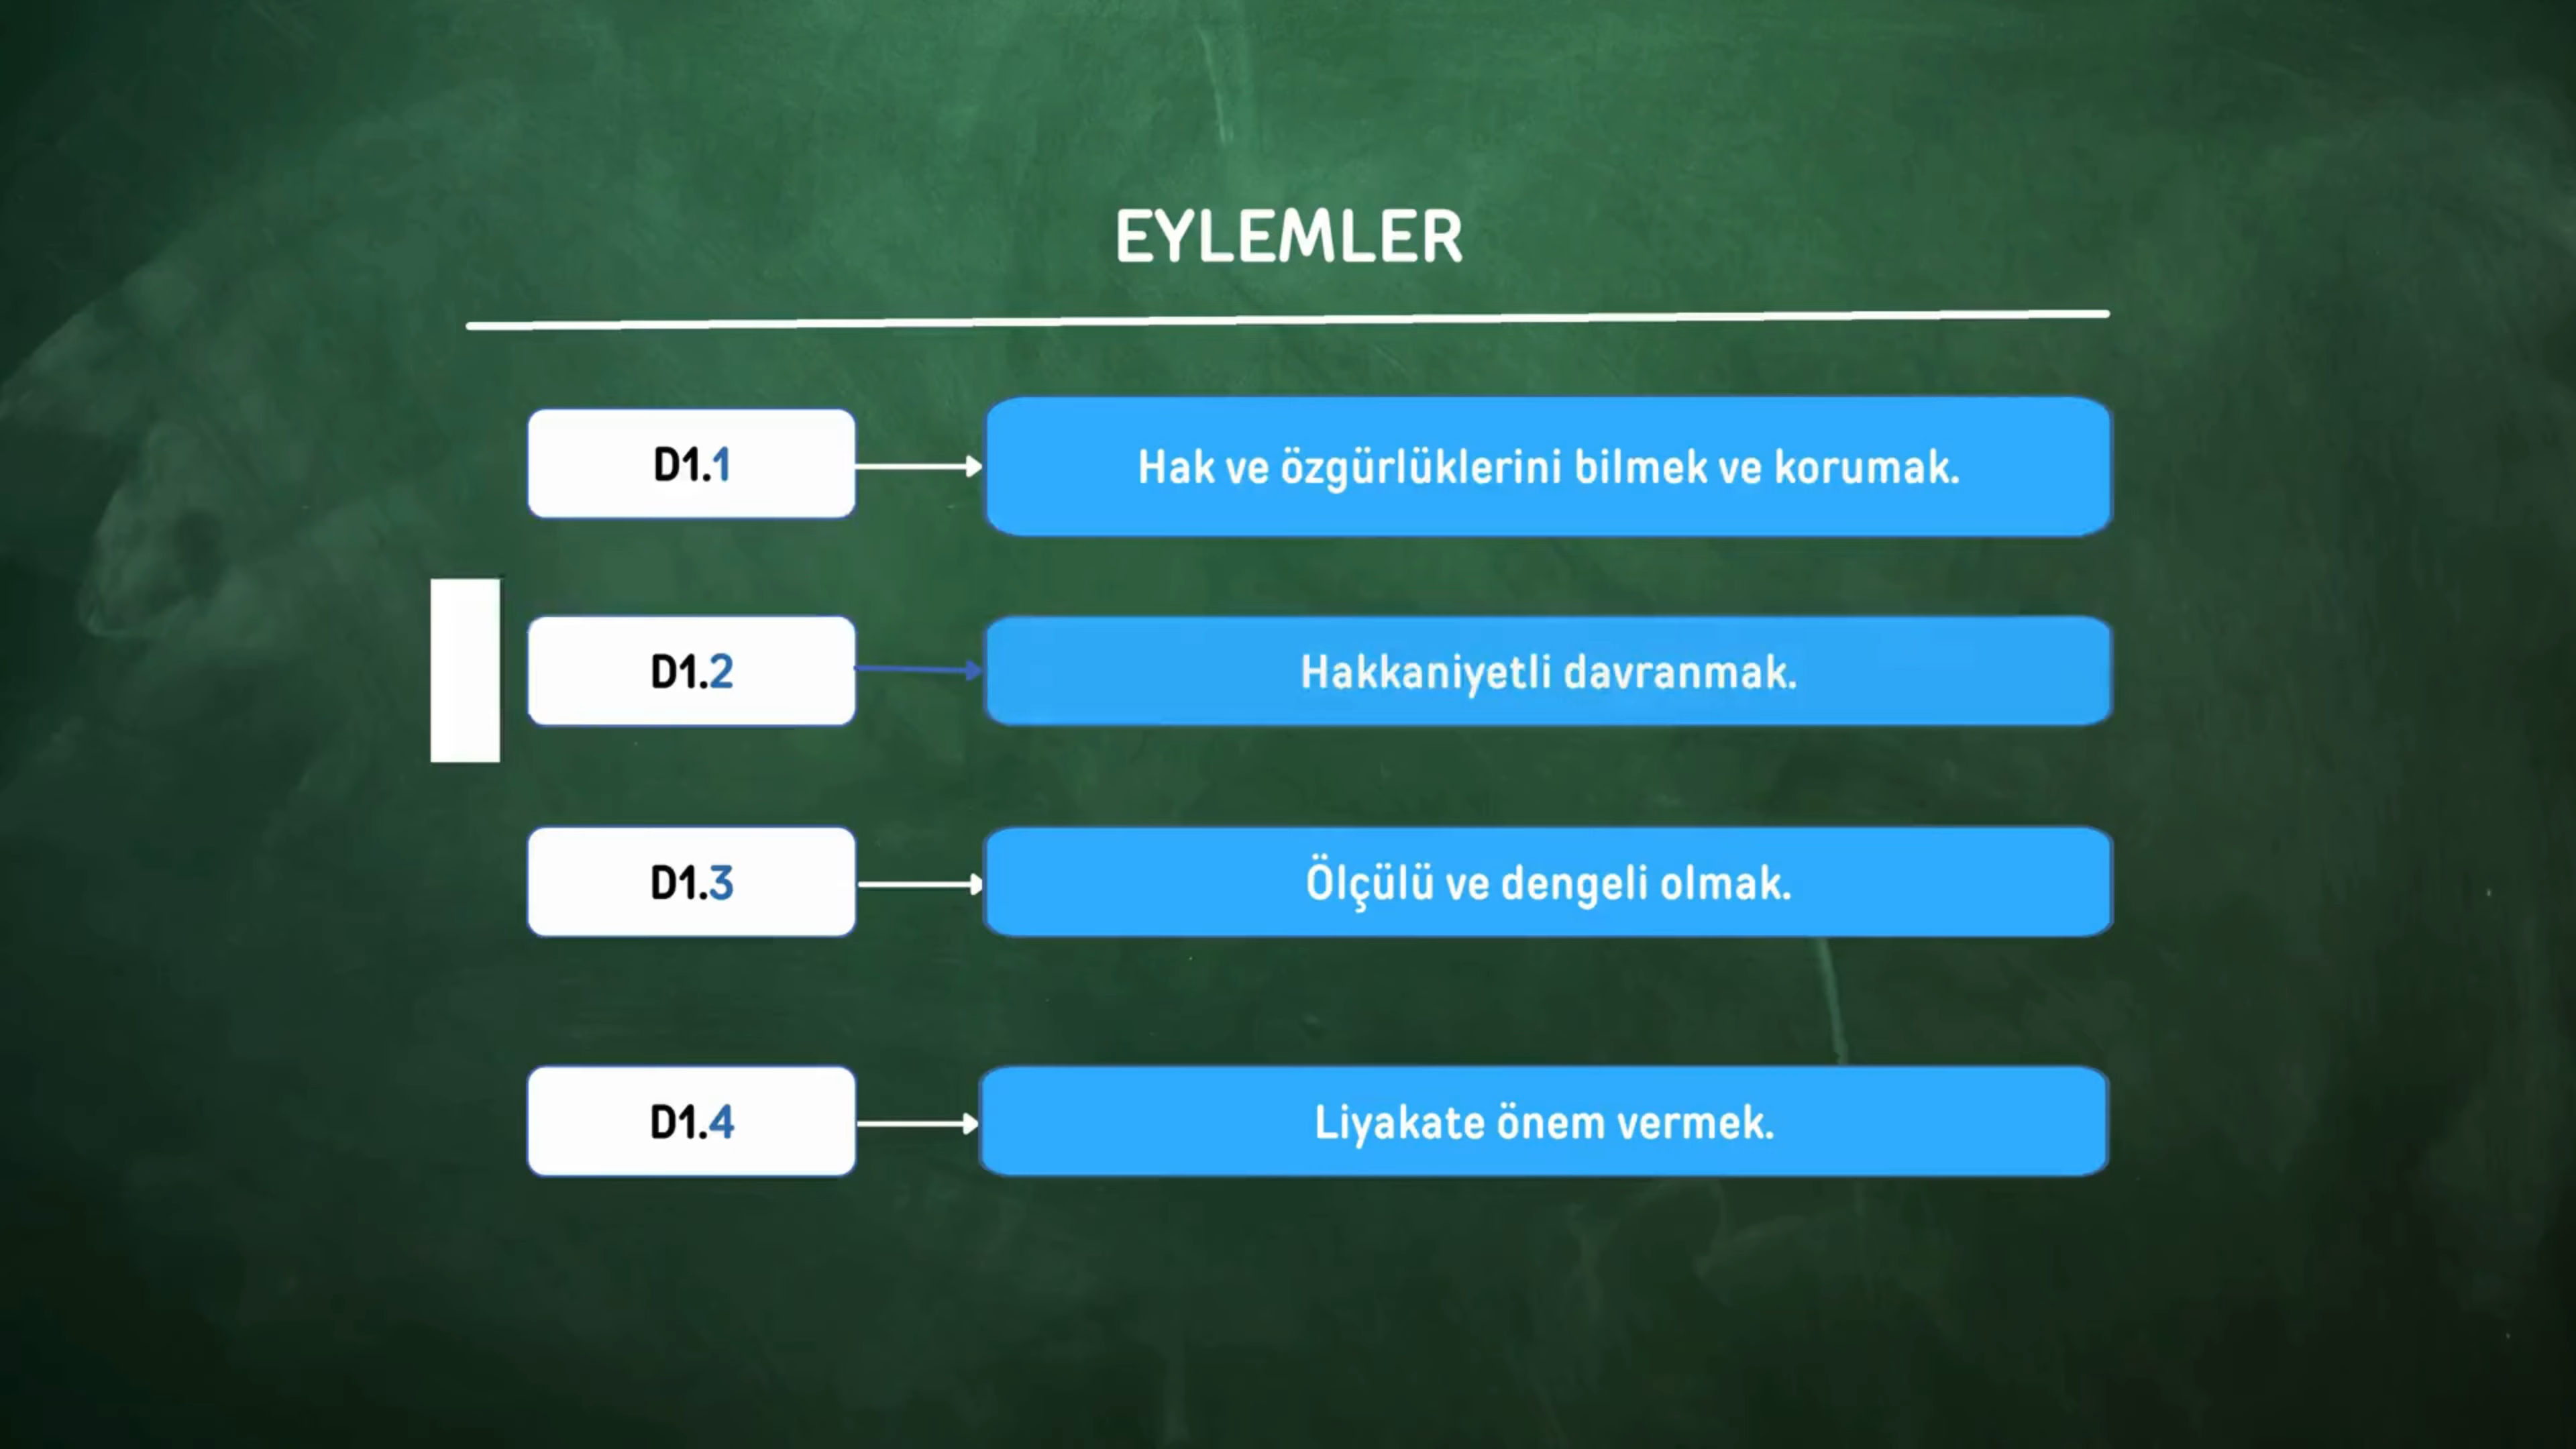 EYLEMLER
D1.1
Hak ve özgürlüklerini bilmek ve korumak.
D1.2
Hakkaniyetli davranmak.
D1.3
Ölçülü ve dengeli olmak.
D1.4
Liyakate önem vermek.